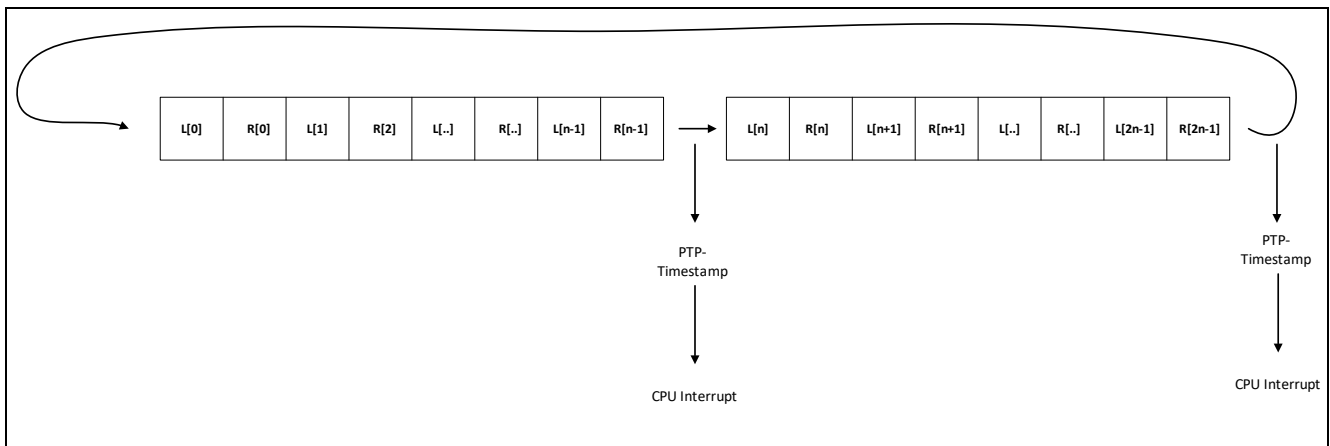 L[0] R[0] L[1] R[2] L[..] R[..] L[n-1] R[n-1] L[n] R[n] L[n+1] R[n+1] L[..] R[..] L[2n-1] R[2n-1]
PTP-
Timestamp
CPU Interrupt
PTP-
Timestamp
CPU Interrupt